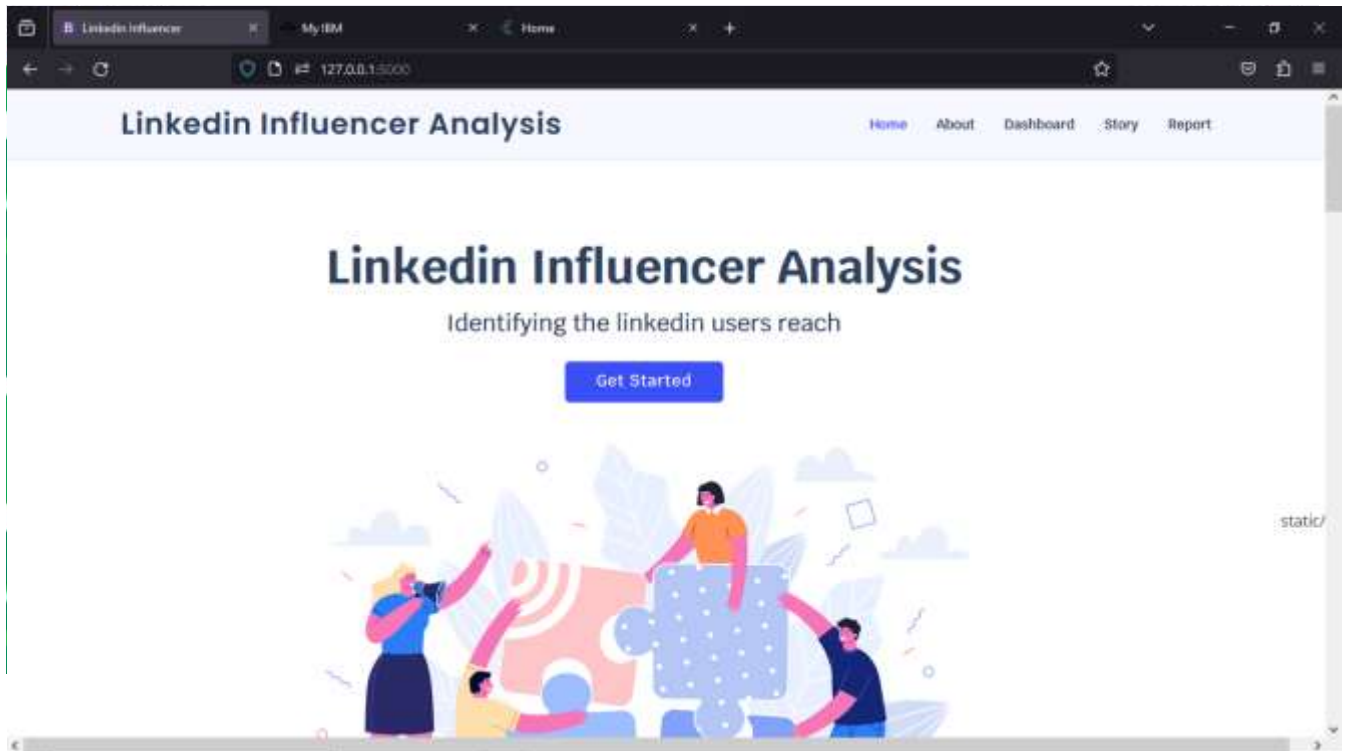 Linkedin Influencer
My IBM
Home
127.0.0.1:5000
Linkedin Influencer Analysis
Home About Dashboard Story Report
Linkedin Influencer Analysis
Identifying the linkedin users reach
Get Started
static/